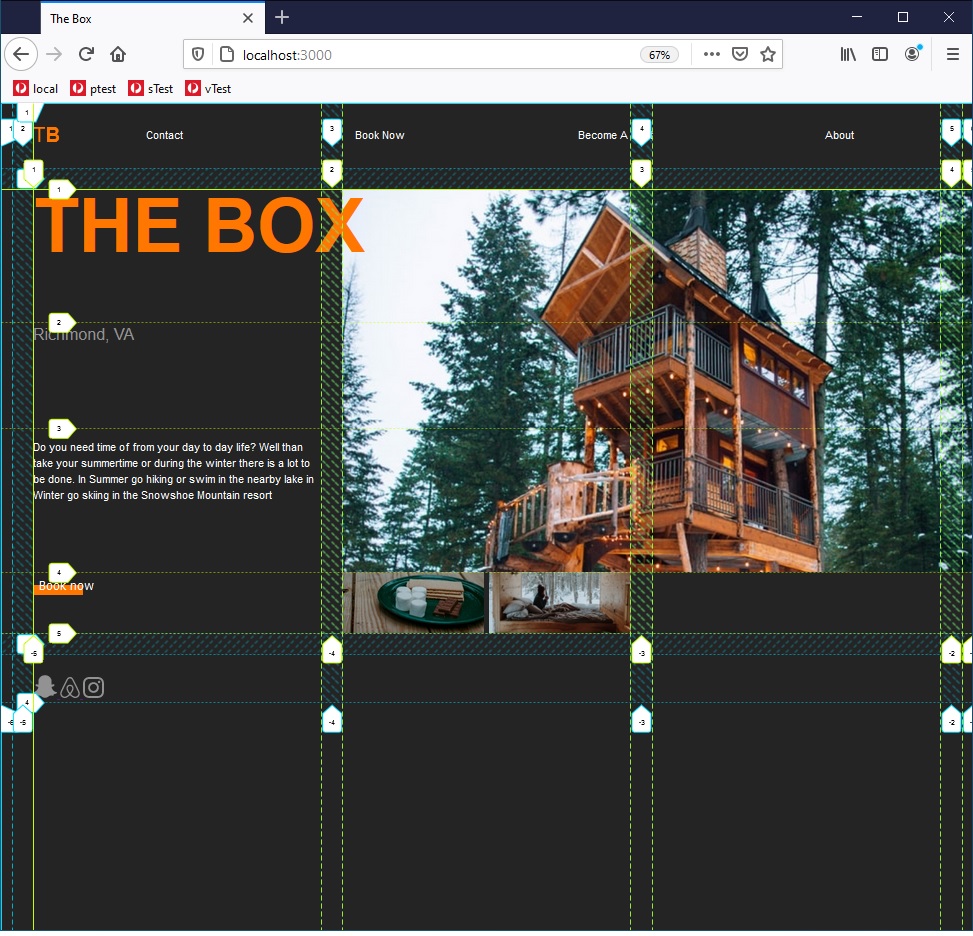 The Box
localhost:3000
67%
local
ptest
sTest
vTest
1
1
2
TB
Contact
3
Book Now
Become A
4
About
5
1
2
3
4
1
THE BOX
2
Richmond, VA
3
Do you need time of from your day to day life? Well than
take your summertime or during the winter there is a lot to
be done. In Summer go hiking or swim in the nearby lake in
Winter go skiing in the Snowshoe Mountain resort
4
Book now
5
-5
-4
-3
-2
-5
-4
-3
-2